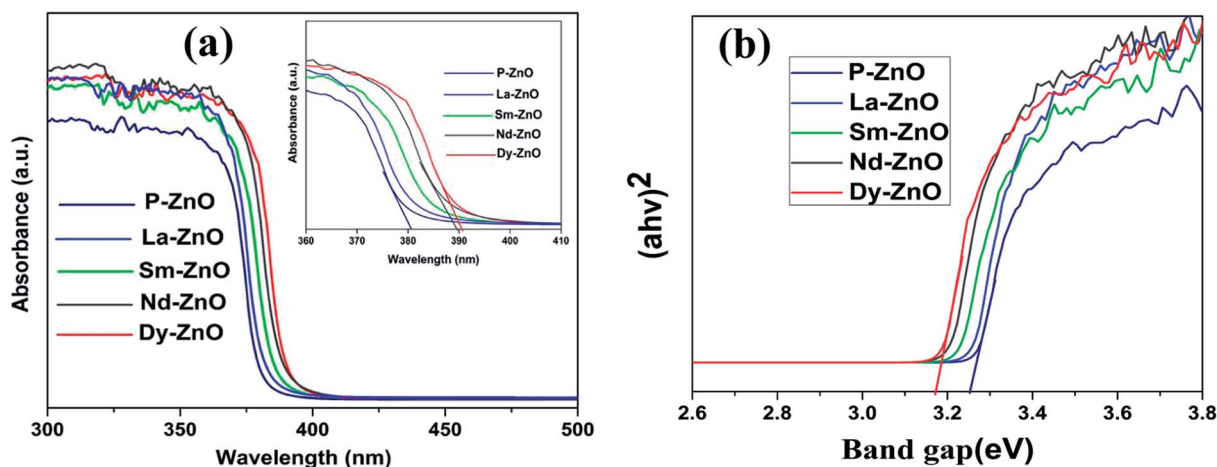 (a)
Absorbance (a.u.)
P-ZnO
La-ZnO
Sm-ZnO
Nd-ZnO
Dy-ZnO
300 350 400 450 500
Wavelength (nm)
Absorbance (a.u.)
P-ZnO
La-ZnO
Sm-ZnO
Nd-ZnO
Dy-ZnO
360 370 380 390 400 410
Wavelength (nm)
(b)
(ahv)²
P-ZnO
La-ZnO
Sm-ZnO
Nd-ZnO
Dy-ZnO
2.6 2.8 3.0 3.2 3.4 3.6 3.8
Band gap(eV)